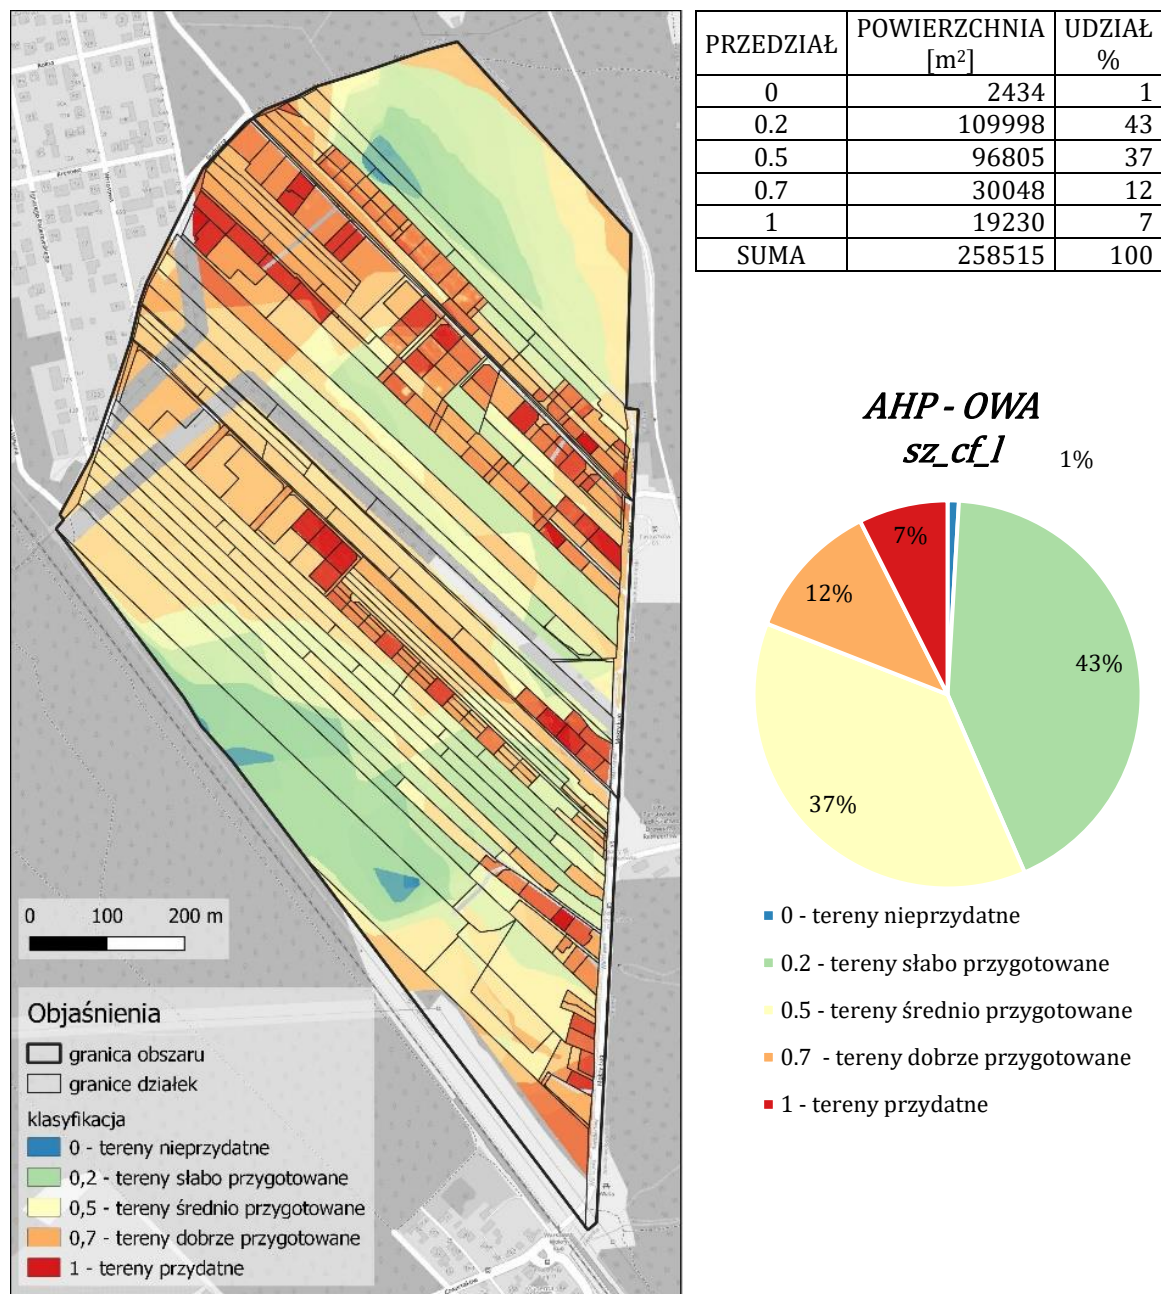 PRZEDZIAŁ POWIERZCHNIA [m²] UDZIAŁ %
0 2434 1
0.2 109998 43
0.5 96805 37
0.7 30048 12
1 19230 7
SUMA 258515 100
AHP - OWA
sz_cf_l
1%
7%
12%
43%
37%
0 - tereny nieprzydatne
0.2 - tereny słabo przygotowane
0.5 - tereny średnio przygotowane
0.7 - tereny dobrze przygotowane
1 - tereny przydatne
0 100 200 m
Objaśnienia
granica obszaru
granice działek
klasyfikacja
0 - tereny nieprzydatne
0,2 - tereny słabo przygotowane
0,5 - tereny średnio przygotowane
0,7 - tereny dobrze przygotowane
1 - tereny przydatne